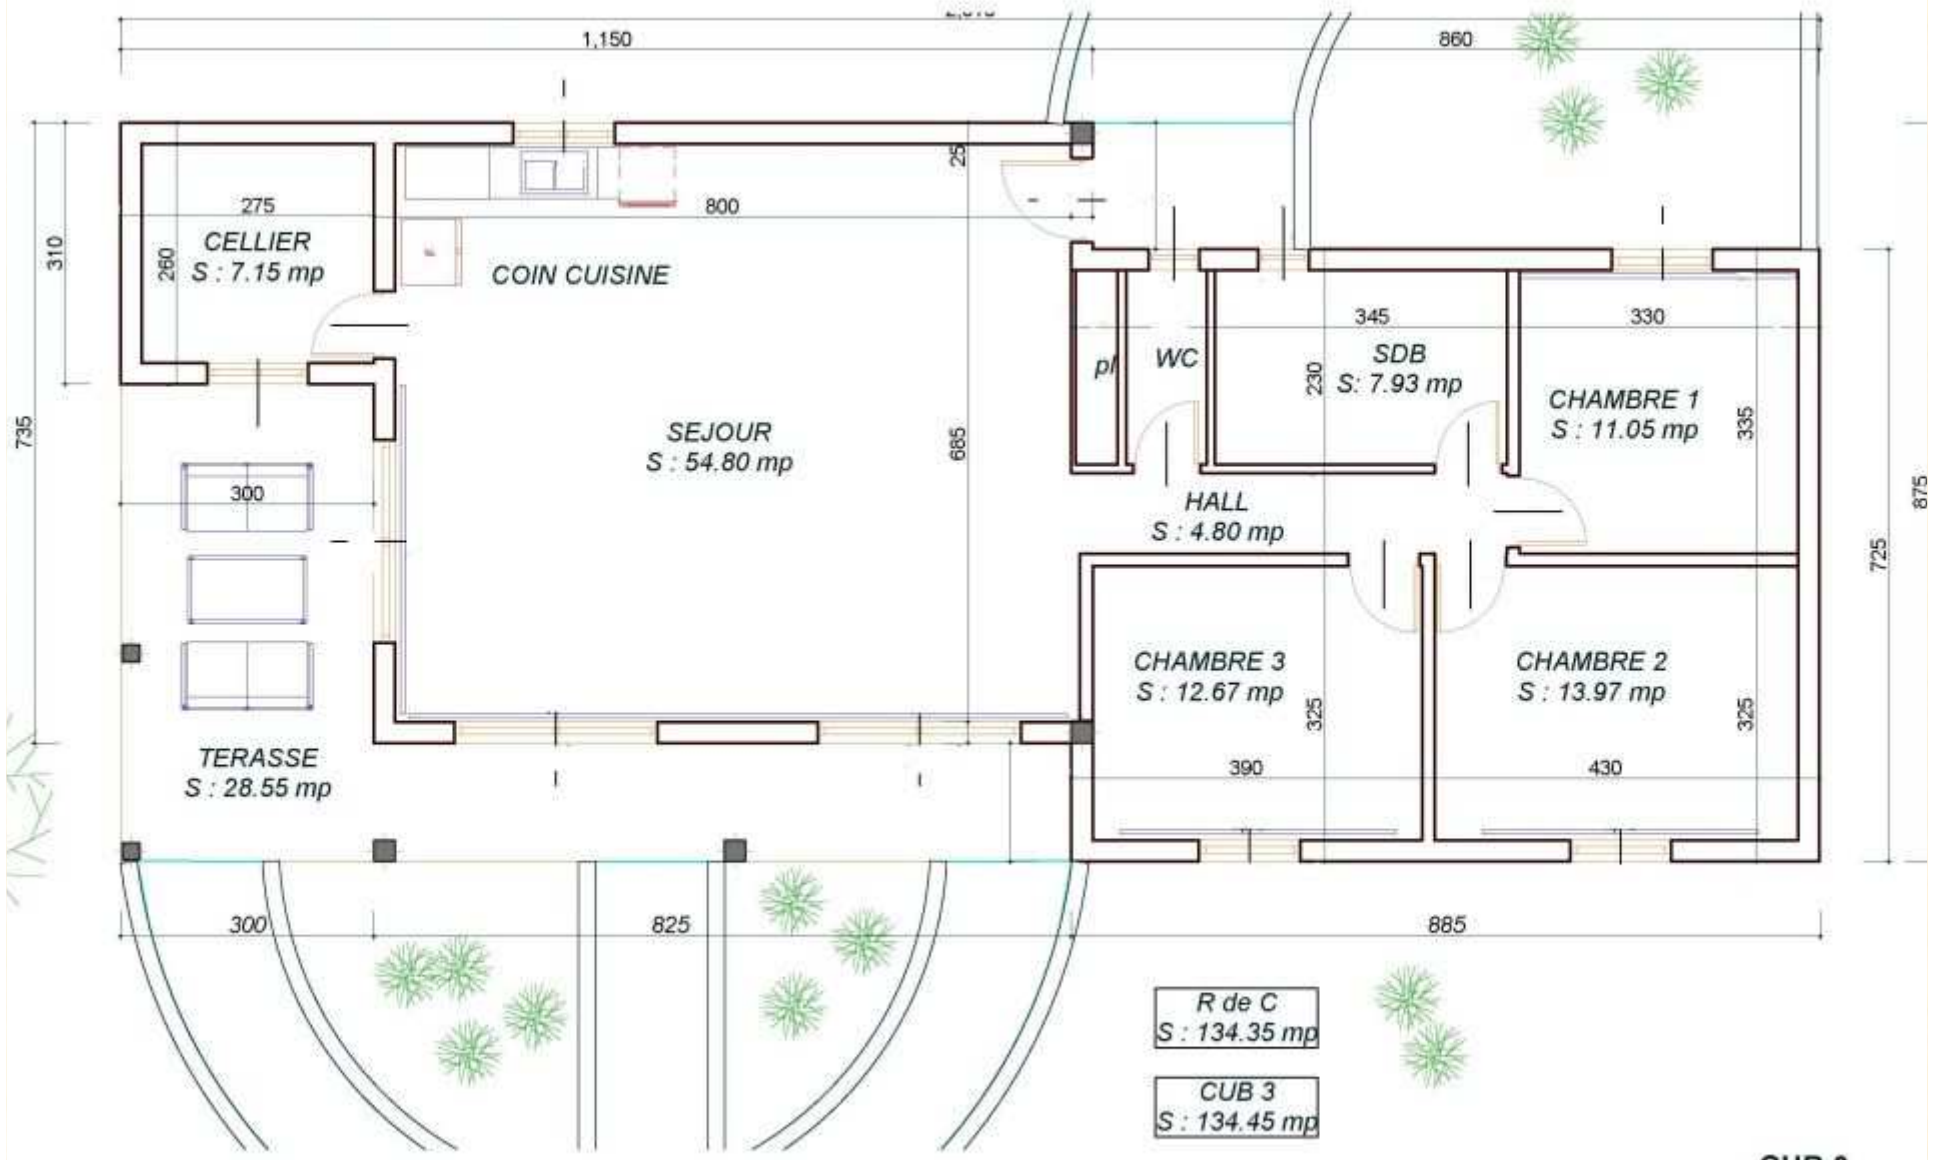 1,150
860
275
800
25
310
260
CELLIER
S : 7.15 mp
COIN CUISINE
345
330
pl
WC
SDB
S: 7.93 mp
230
CHAMBRE 1
S : 11.05 mp
335
735
SEJOUR
S : 54.80 mp
685
300
HALL
S : 4.80 mp
875
725
CHAMBRE 3
S : 12.67 mp
CHAMBRE 2
S : 13.97 mp
325
325
TERASSE
S : 28.55 mp
390
430
300
825
885
R de C
S : 134.35 mp
CUB 3
S : 134.45 mp